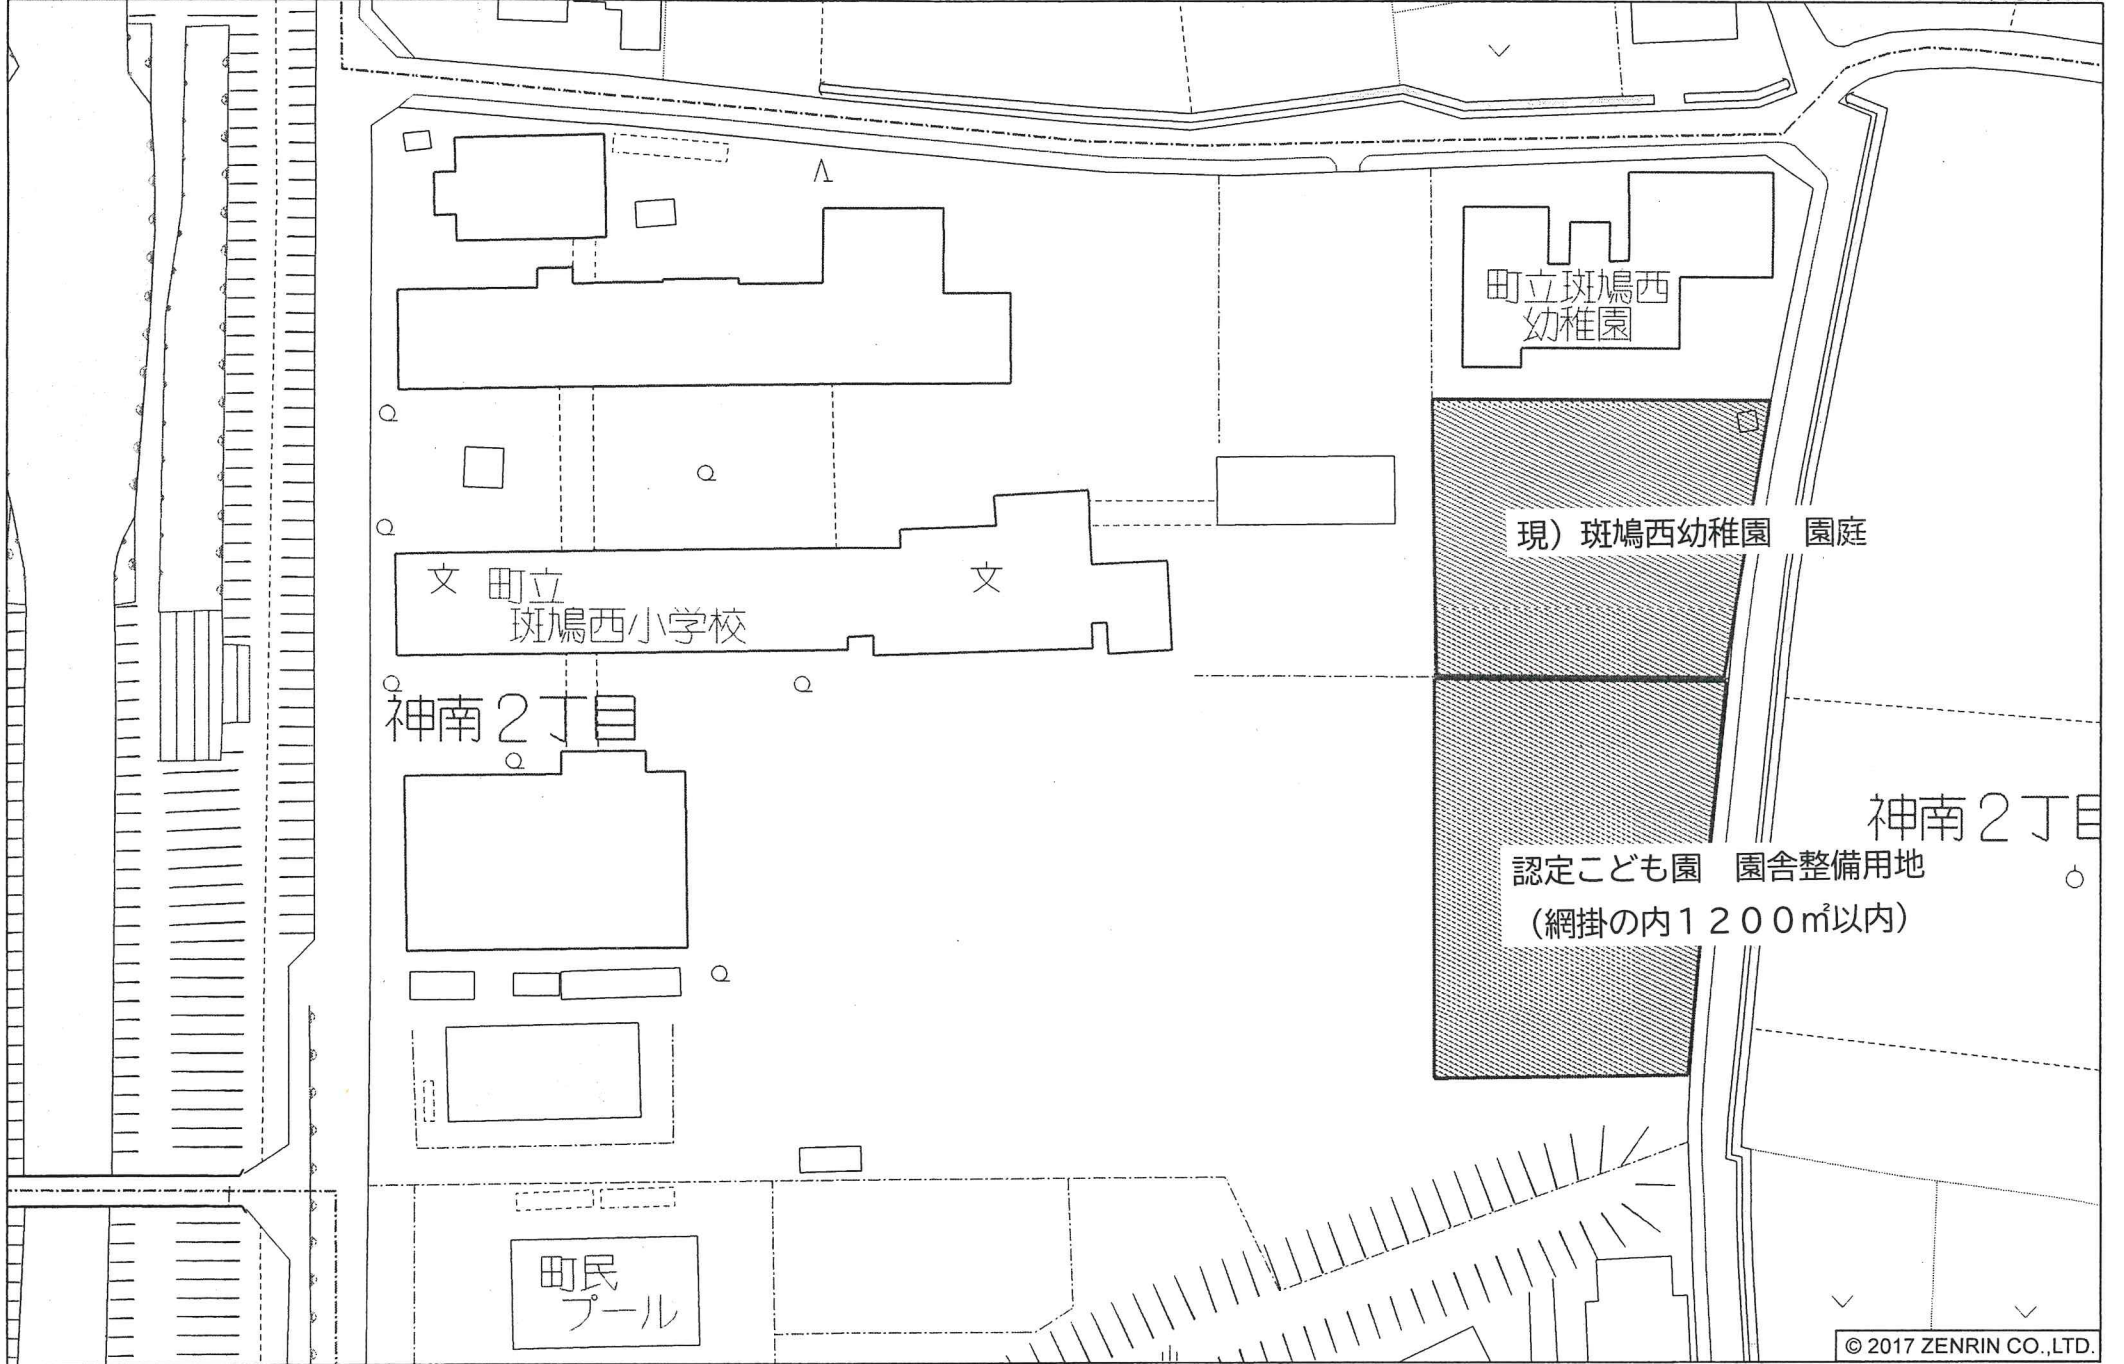 町立斑鳩西
幼稚園
現）斑鳩西幼稚園　園庭
文　町立
斑鳩西小学校
文
神南２丁目
神南２丁目
認定こども園　園舎整備用地
（網掛の内１２００㎡以内）
町民
プール
© 2017 ZENRIN CO.,LTD.